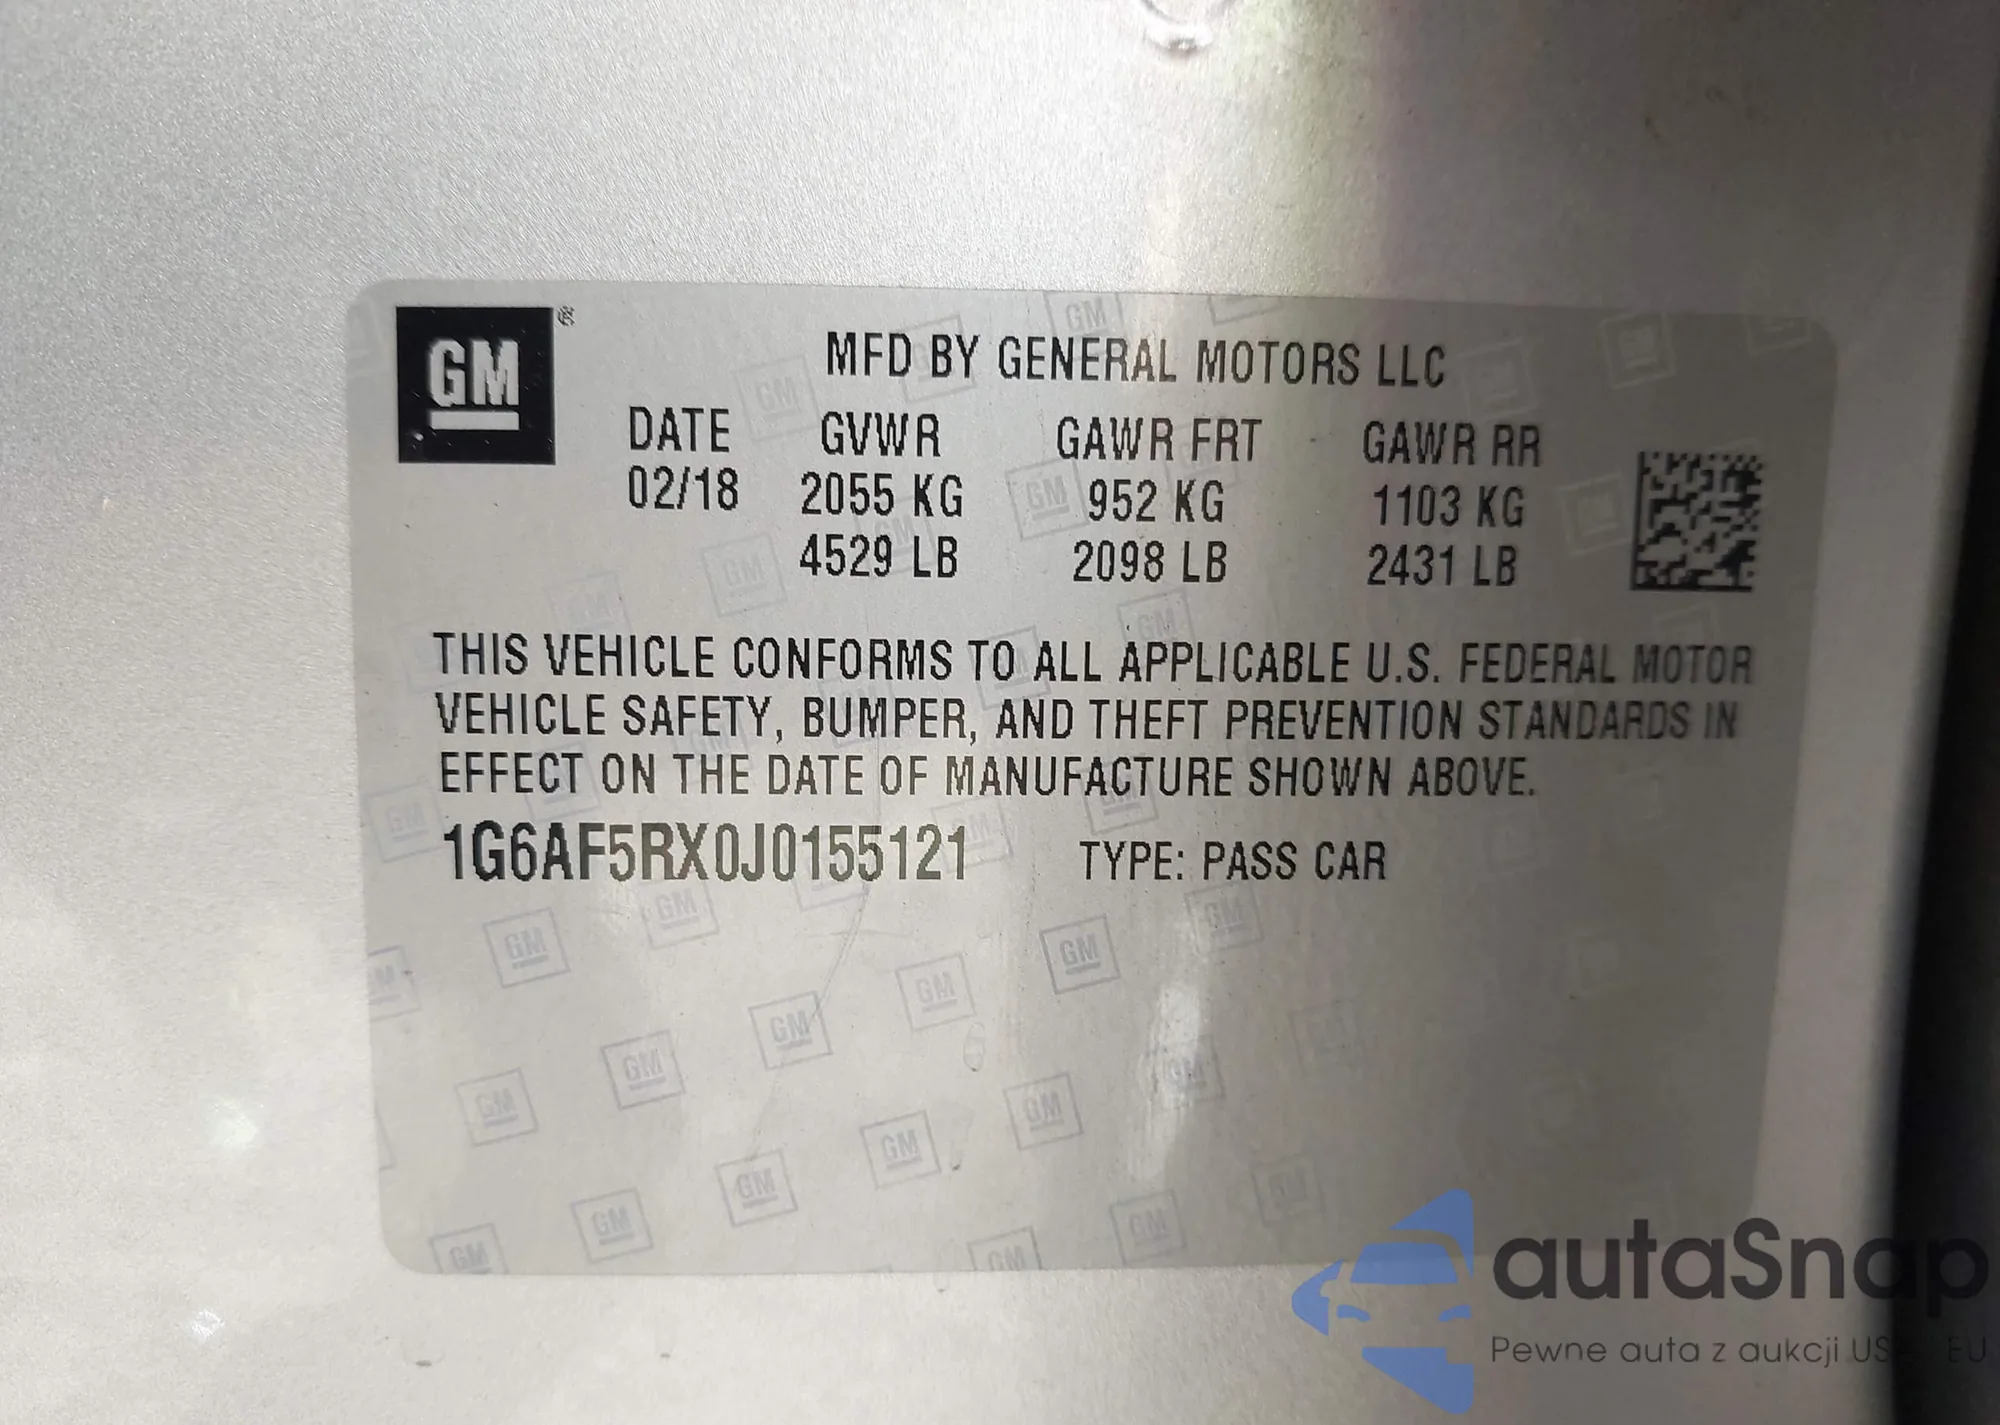 GM ®
MFD BY GENERAL MOTORS LLC
DATE GVWR GAWR FRT GAWR RR
02/18 2055 KG 952 KG 1103 KG
4529 LB 2098 LB 2431 LB
THIS VEHICLE CONFORMS TO ALL APPLICABLE U.S. FEDERAL MOTOR
VEHICLE SAFETY, BUMPER, AND THEFT PREVENTION STANDARDS IN
EFFECT ON THE DATE OF MANUFACTURE SHOWN ABOVE.
1G6AF5RX0J0155121 TYPE: PASS CAR
autaSnap
Pewne auta z aukcji EU